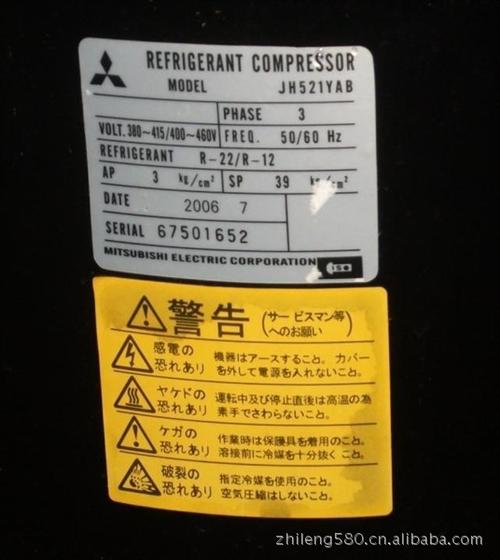 REFRIGERANT COMPRESSOR
MODEL JH521YAB
PHASE 3
VOLT. 380~415/400~460V FREQ. 50/60 Hz
REFRIGERANT R-22/R-12
AP 3 kg/cm² SP 39 kg/cm²
DATE 2006 7
SERIAL 67501652
MITSUBISHI ELECTRIC CORPORATION ISO
警告 (サービスマン等へのお願い)
感電の恐れあり
機器はアースすること。カバー
を外して電源を入れないこと。
ヤケドの恐れあり
運転中及び停止直後は高温の為
素手でさわらないこと。
ケガの恐れあり
作業時は保護具を着用のこと。
溶接前に冷媒を十分抜くこと
破裂の恐れあり
指定冷媒を使用のこと。
空気圧縮はしないこと。
zhileng580.cn.alibaba.com